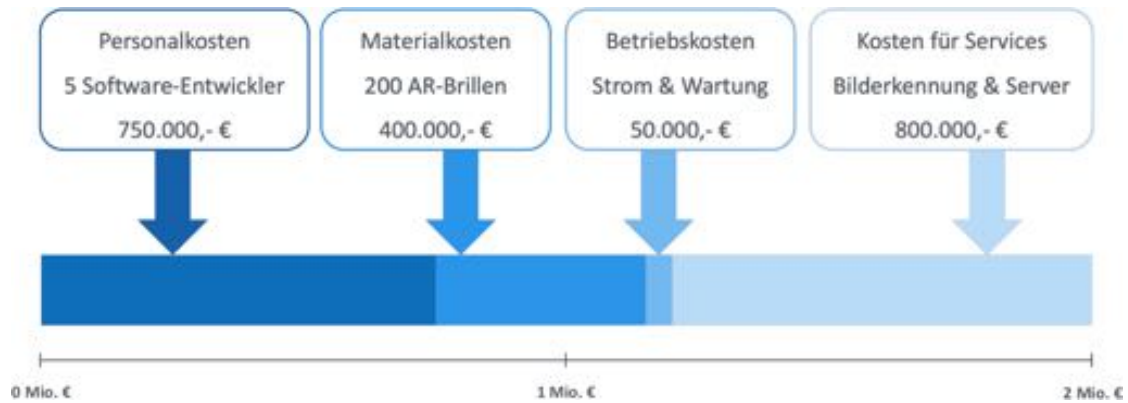 Personalkosten
5 Software-Entwickler
750.000,- €
Materialkosten
200 AR-Brillen
400.000,- €
Betriebskosten
Strom & Wartung
50.000,- €
Kosten für Services
Bilderkennung & Server
800.000,- €
0 Mio. €
1 Mio. €
2 Mio. €